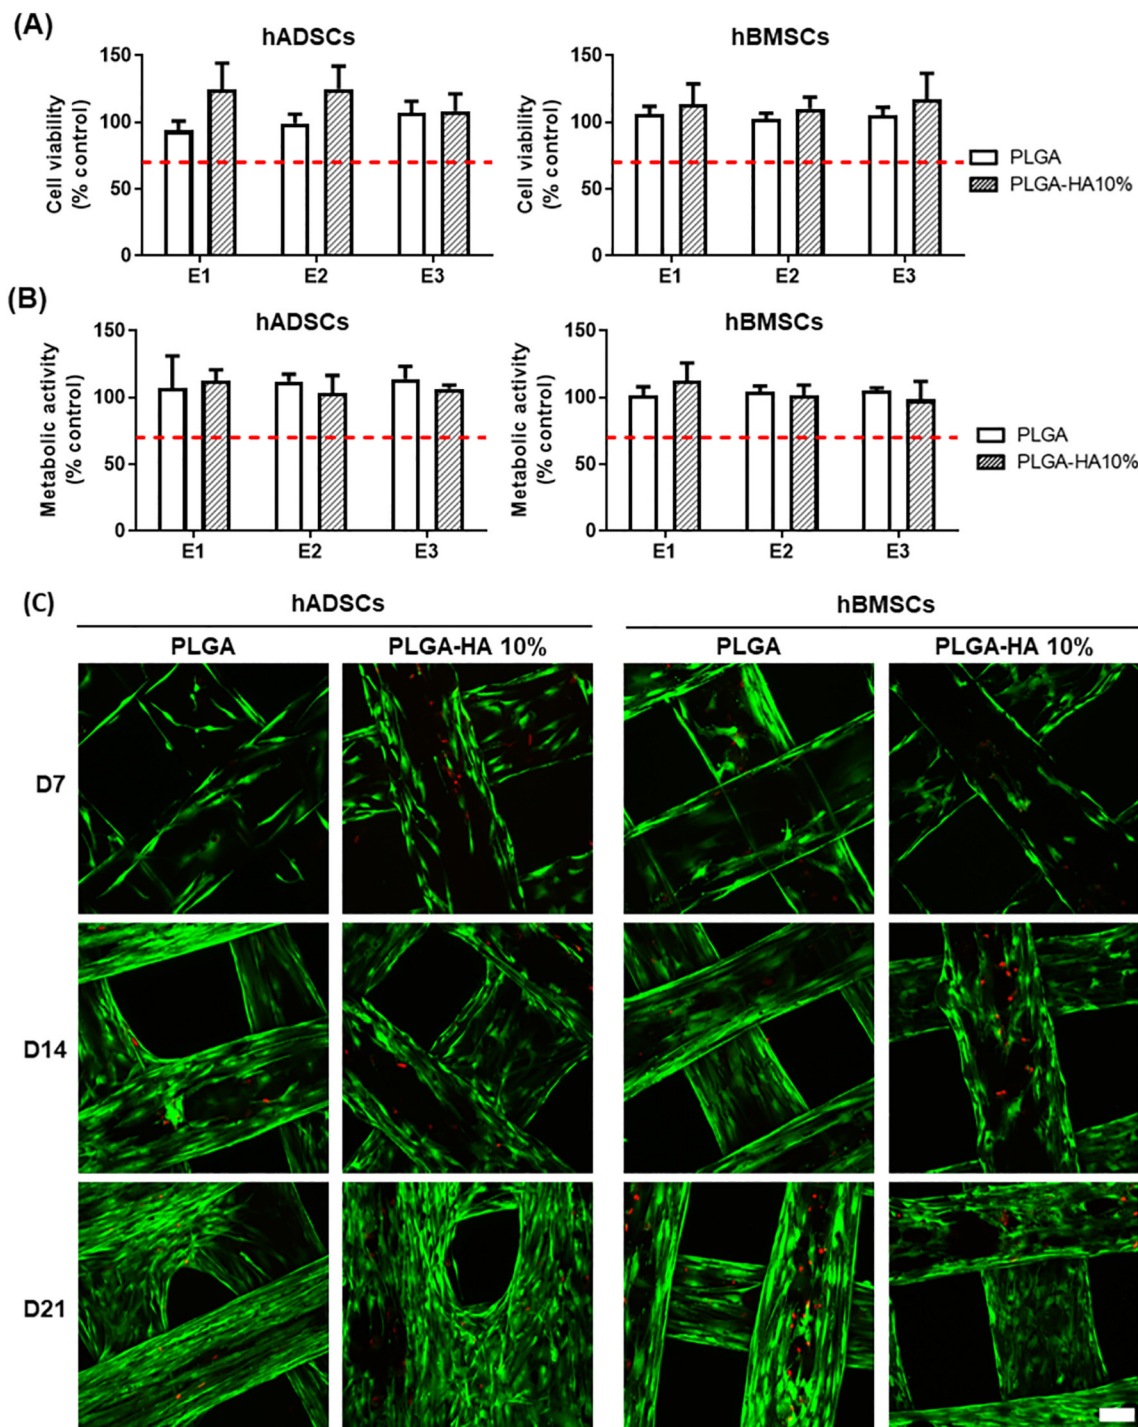 (A)
hADSCs
hBMSCs
Cell viability
(% control)
150
100
50
0
E1
E2
E3
Cell viability
(% control)
150
100
50
0
E1
E2
E3
PLGA
PLGA-HA10%
(B)
hADSCs
hBMSCs
Metabolic activity
(% control)
150
100
50
0
E1
E2
E3
Metabolic activity
(% control)
150
100
50
0
E1
E2
E3
PLGA
PLGA-HA10%
(C)
hADSCs
hBMSCs
PLGA
PLGA-HA 10%
PLGA
PLGA-HA 10%
D7
D14
D21